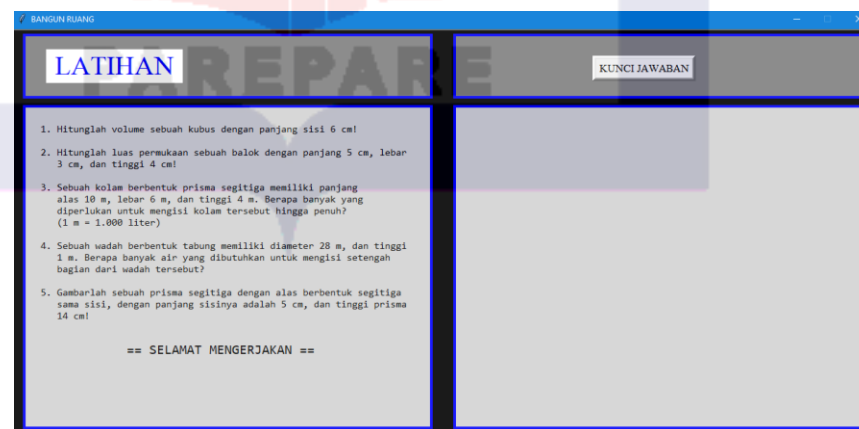 BANGUN RUANG
LATIHAN
KUNCI JAWABAN
PAREPARE
1. Hitunglah volume sebuah kubus dengan panjang sisi 6 cm!
2. Hitunglah luas permukaan sebuah balok dengan panjang 5 cm, lebar
3 cm, dan tinggi 4 cm!
3. Sebuah kolam berbentuk prisma segitiga memiliki panjang
alas 10 m, lebar 6 m, dan tinggi 4 m. Berapa banyak yang
diperlukan untuk mengisi kolam tersebut hingga penuh?
(1 m = 1.000 liter)
4. Sebuah wadah berbentuk tabung memiliki diameter 28 m, dan tinggi
1 m. Berapa banyak air yang dibutuhkan untuk mengisi setengah
bagian dari wadah tersebut?
5. Gambarlah sebuah prisma segitiga dengan alas berbentuk segitiga
sama sisi, dengan panjang sisinya adalah 5 cm, dan tinggi prisma
14 cm!
== SELAMAT MENGERJAKAN ==